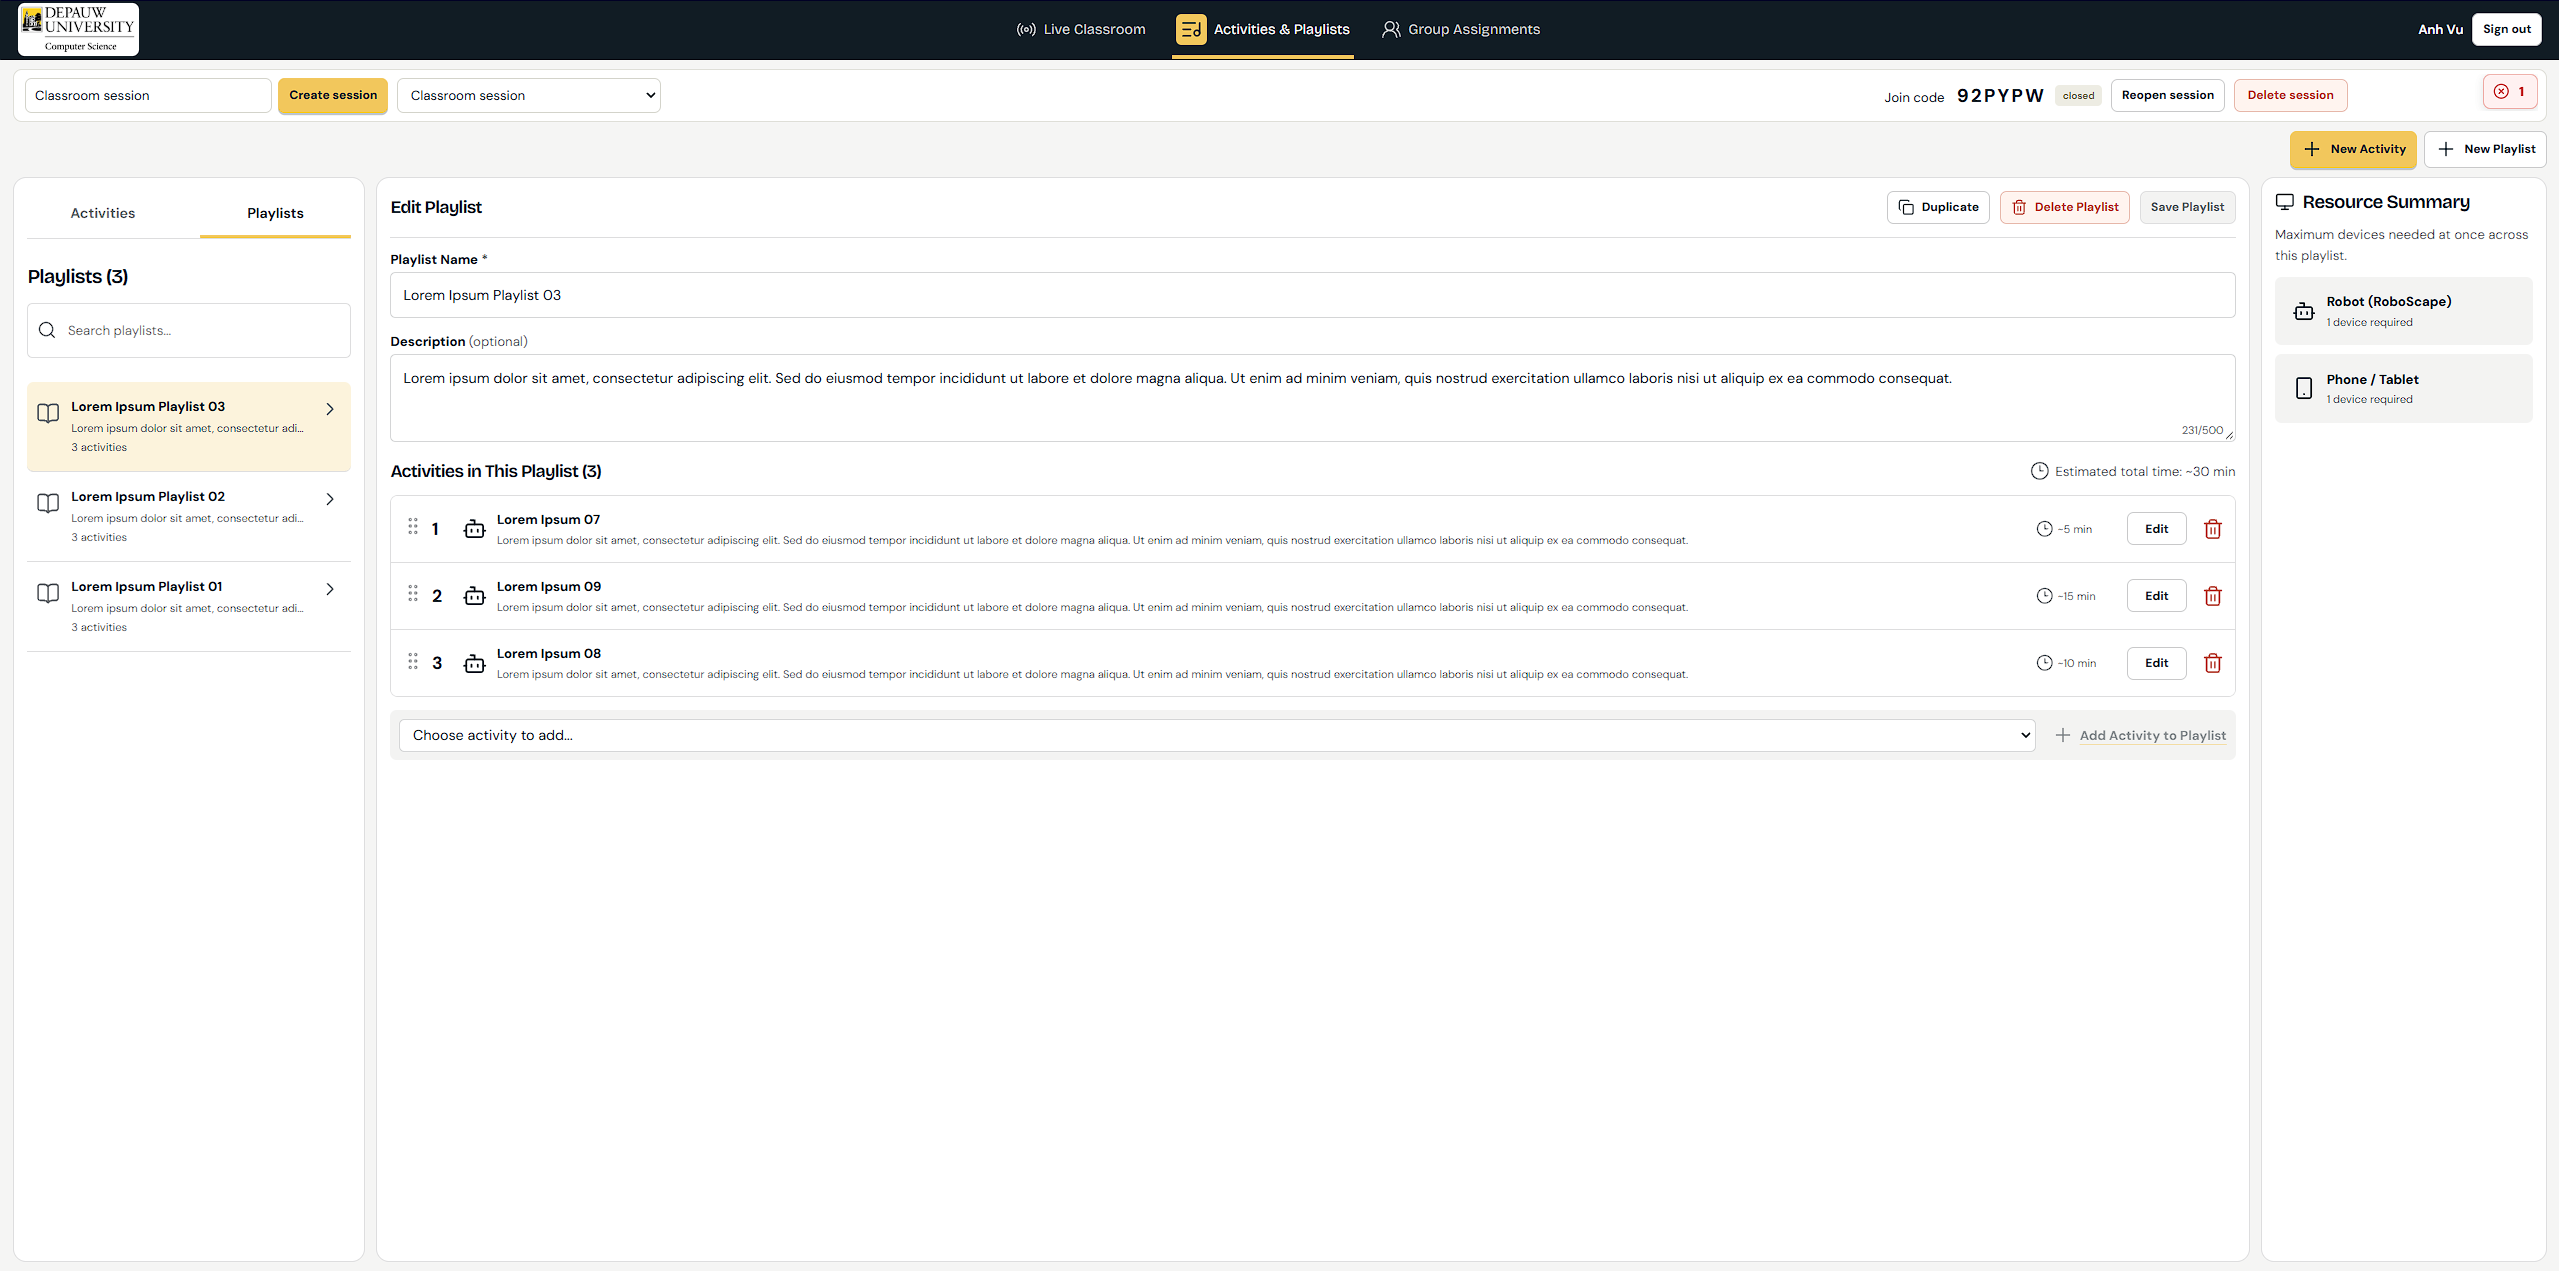 DEPAUW
UNIVERSITY
Computer Science
Live Classroom
Activities & Playlists
Group Assignments
Anh Vu
Sign out
Classroom session
Create session
Classroom session
Join code 92PYPW closed
Reopen session
Delete session
1
New Activity
New Playlist
Activities
Playlists
Playlists (3)
Search playlists...
Lorem Ipsum Playlist 03
Lorem ipsum dolor sit amet, consectetur adi...
3 activities
Lorem Ipsum Playlist 02
Lorem ipsum dolor sit amet, consectetur adi...
3 activities
Lorem Ipsum Playlist 01
Lorem ipsum dolor sit amet, consectetur adi...
3 activities
Edit Playlist
Duplicate
Delete Playlist
Save Playlist
Playlist Name *
Lorem Ipsum Playlist 03
Description (optional)
Lorem ipsum dolor sit amet, consectetur adipiscing elit. Sed do eiusmod tempor incididunt ut labore et dolore magna aliqua. Ut enim ad minim veniam, quis nostrud exercitation ullamco laboris nisi ut aliquip ex ea commodo consequat.
231/500
Activities in This Playlist (3)
Estimated total time: ~30 min
1
Lorem Ipsum 07
Lorem ipsum dolor sit amet, consectetur adipiscing elit. Sed do eiusmod tempor incididunt ut labore et dolore magna aliqua. Ut enim ad minim veniam, quis nostrud exercitation ullamco laboris nisi ut aliquip ex ea commodo consequat.
~5 min
Edit
2
Lorem Ipsum 09
Lorem ipsum dolor sit amet, consectetur adipiscing elit. Sed do eiusmod tempor incididunt ut labore et dolore magna aliqua. Ut enim ad minim veniam, quis nostrud exercitation ullamco laboris nisi ut aliquip ex ea commodo consequat.
~15 min
Edit
3
Lorem Ipsum 08
Lorem ipsum dolor sit amet, consectetur adipiscing elit. Sed do eiusmod tempor incididunt ut labore et dolore magna aliqua. Ut enim ad minim veniam, quis nostrud exercitation ullamco laboris nisi ut aliquip ex ea commodo consequat.
~10 min
Edit
Choose activity to add...
Add Activity to Playlist
Resource Summary
Maximum devices needed at once across
this playlist.
Robot (RoboScape)
1 device required
Phone / Tablet
1 device required